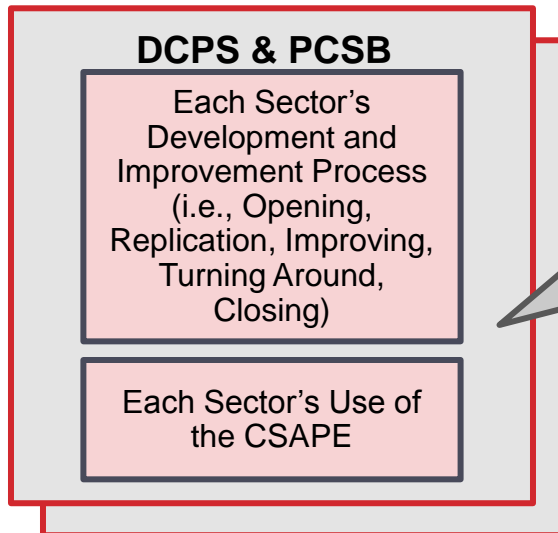 DCPS & PCSB
Each Sector's
Development and
Improvement Process
(i.e., Opening,
Replication, Improving,
Turning Around,
Closing)
Each Sector's Use of
the CSAPE